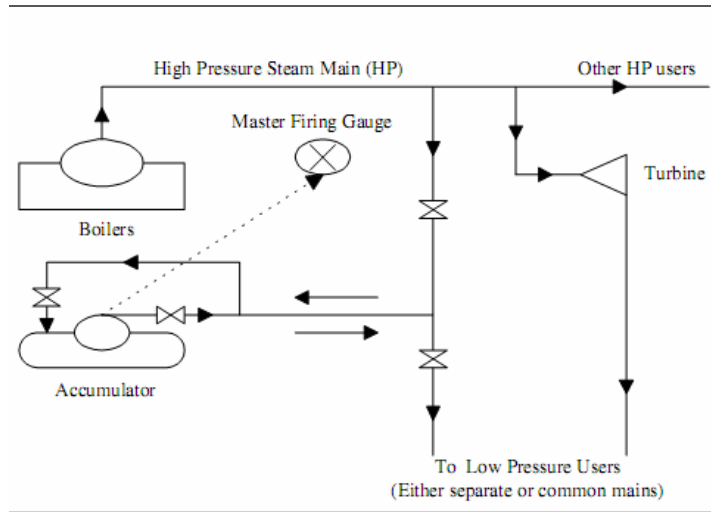 High Pressure Steam Main (HP)
Other HP users
Master Firing Gauge
Turbine
Boilers
Accumulator
To Low Pressure Users
(Either separate or common mains)